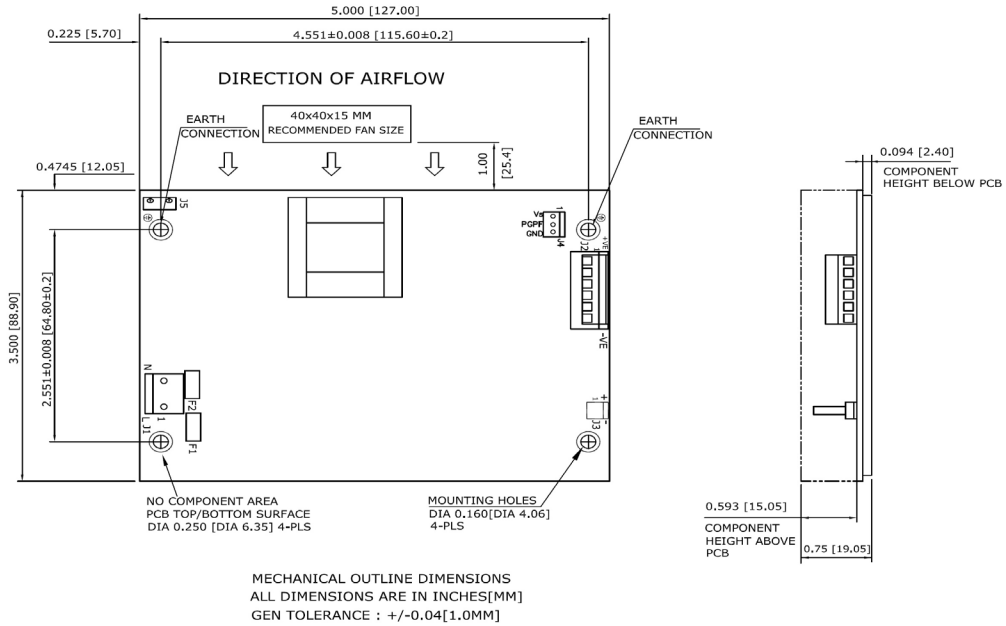 5.000 [127.00]
0.225 [5.70]
4.551±0.008 [115.60±0.2]
DIRECTION OF AIRFLOW
40x40x15 MM
RECOMMENDED FAN SIZE
EARTH
CONNECTION
EARTH
CONNECTION
1.00
[25.4]
0.4745 [12.05]
0.094 [2.40]
COMPONENT
HEIGHT BELOW PCB
J5
Vs
PGPF
GND
1
J4
J2
1
+VE
-VE
3.500 [88.90]
2.551±0.008 [64.80±0.2]
N
L
J1
1
F2
F1
+
1
J3
-
NO COMPONENT AREA
PCB TOP/BOTTOM SURFACE
DIA 0.250 [DIA 6.35] 4-PLS
MOUNTING HOLES
DIA 0.160[DIA 4.06]
4-PLS
0.593 [15.05]
COMPONENT
HEIGHT ABOVE
PCB
0.75 [19.05]
MECHANICAL OUTLINE DIMENSIONS
ALL DIMENSIONS ARE IN INCHES[MM]
GEN TOLERANCE : +/-0.04[1.0MM]